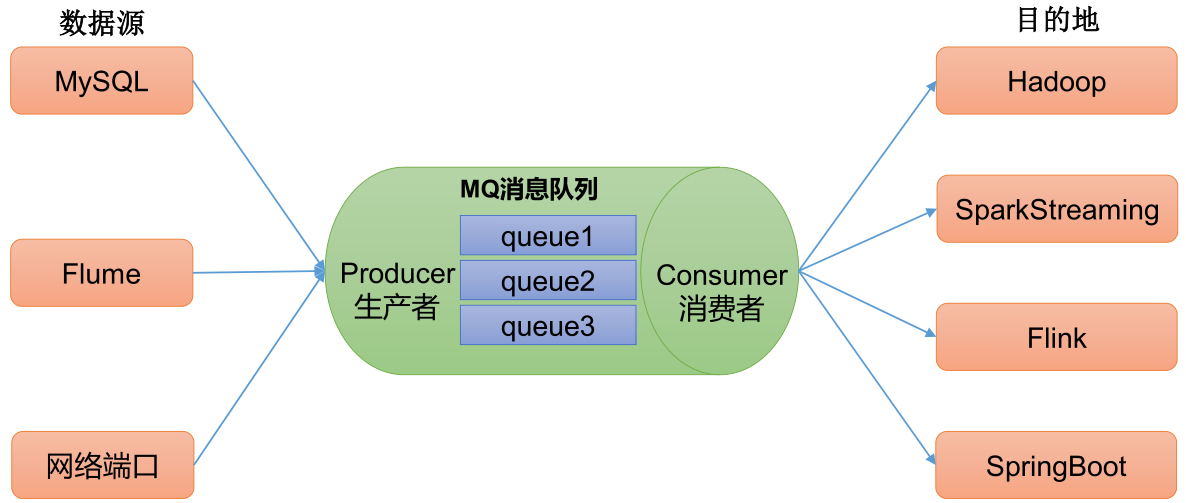 数据源
MySQL
Flume
网络端口
MQ消息队列
Producer
生产者
queue1
queue2
queue3
Consumer
消费者
目的地
Hadoop
SparkStreaming
Flink
SpringBoot